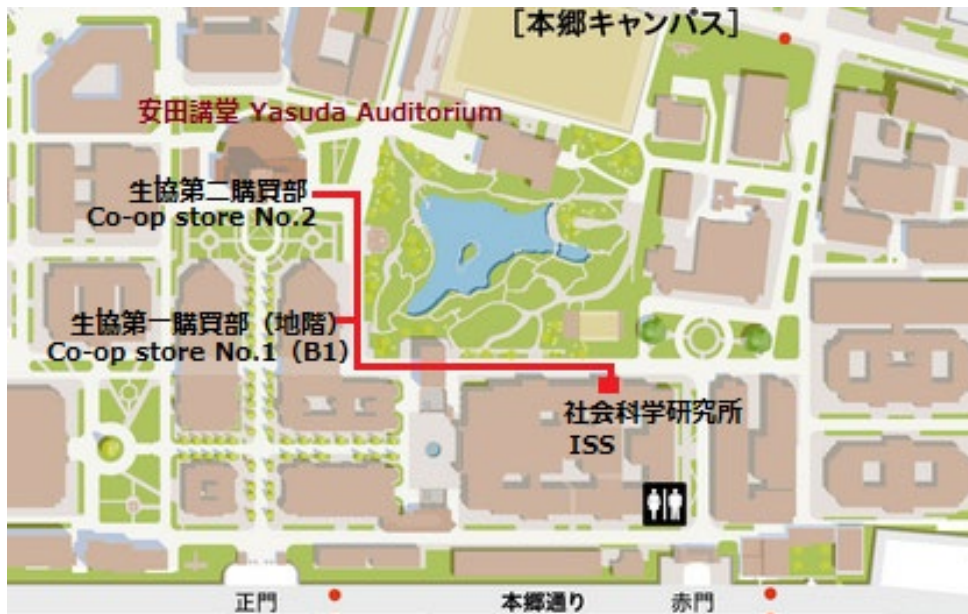 [本郷キャンパス]
安田講堂 Yasuda Auditorium
生協第二購買部
Co-op store No.2
生協第一購買部（地階）
Co-op store No.1（B1）
社会科学研究所
ISS
正門
本郷通り
赤門